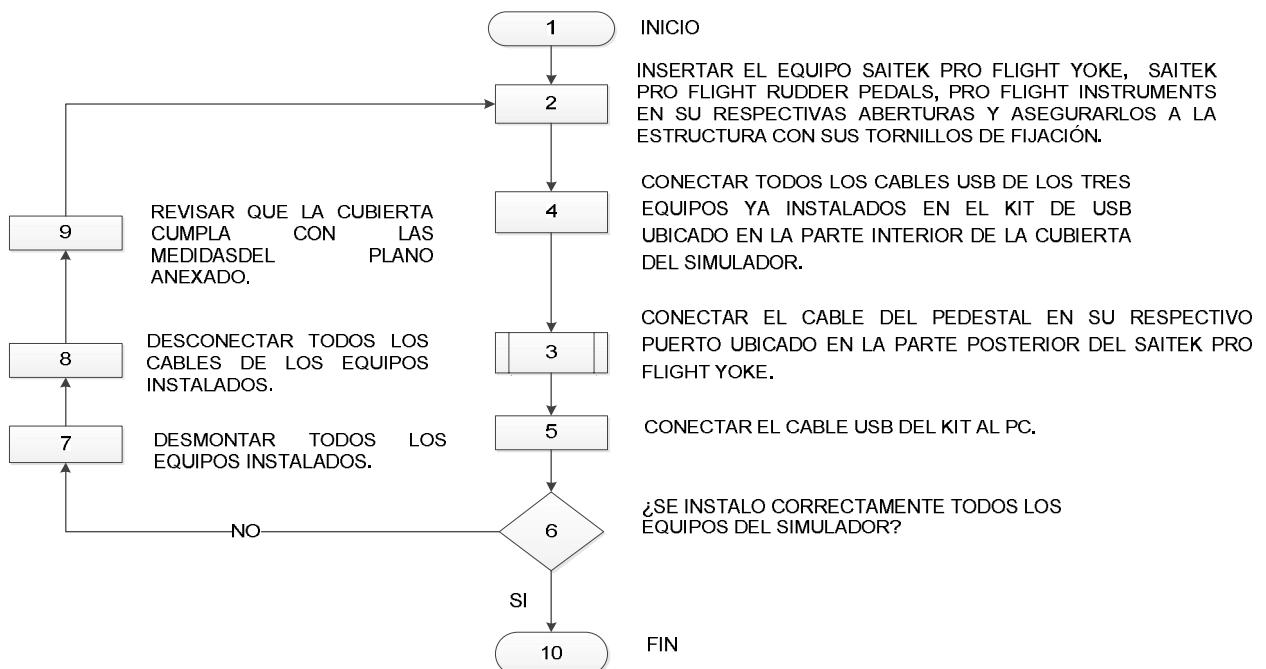 1
INICIO
2
INSERTAR EL EQUIPO SAITEK PRO FLIGHT YOKE, SAITEK
PRO FLIGHT RUDDER PEDALS, PRO FLIGHT INSTRUMENTS
EN SU RESPECTIVAS ABERTURAS Y ASEGURARLOS A LA
ESTRUCTURA CON SUS TORNILLOS DE FIJACIÓN.
4
CONECTAR TODOS LOS CABLES USB DE LOS TRES
EQUIPOS YA INSTALADOS EN EL KIT DE USB
UBICADO EN LA PARTE INTERIOR DE LA CUBIERTA
DEL SIMULADOR.
3
CONECTAR EL CABLE DEL PEDESTAL EN SU RESPECTIVO
PUERTO UBICADO EN LA PARTE POSTERIOR DEL SAITEK PRO
FLIGHT YOKE.
5
CONECTAR EL CABLE USB DEL KIT AL PC.
6
¿SE INSTALO CORRECTAMENTE TODOS LOS
EQUIPOS DEL SIMULADOR?
NO
7
DESMONTAR TODOS LOS
EQUIPOS INSTALADOS.
8
DESCONECTAR TODOS LOS
CABLES DE LOS EQUIPOS
INSTALADOS.
9
REVISAR QUE LA CUBIERTA
CUMPLA CON LAS
MEDIDASDEL PLANO
ANEXADO.
SI
10
FIN